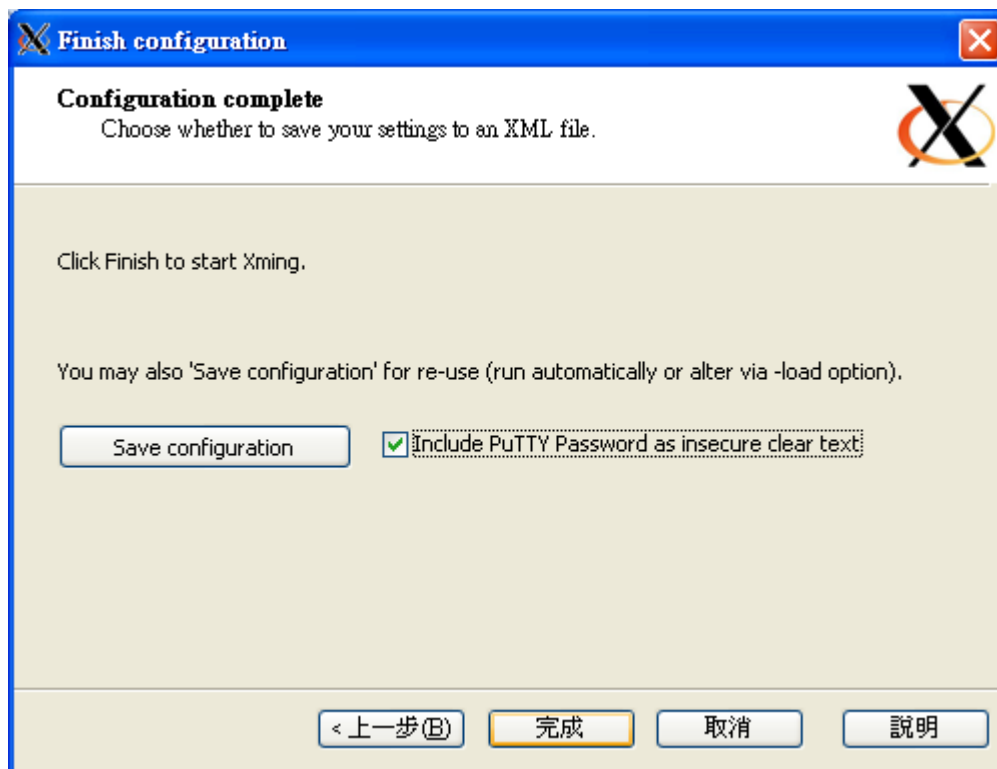 Finish configuration
Configuration complete
Choose whether to save your settings to an XML file.
Click Finish to start Xming.
You may also 'Save configuration' for re-use (run automatically or alter via -load option).
Save configuration
Include PuTTY Password as insecure clear text
< 上一步(B)
完成
取消
說明